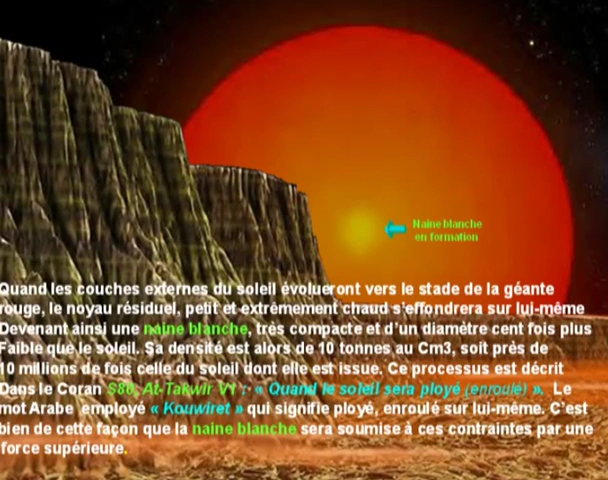 Naine blanche
en formation
Quand les couches externes du soleil évolueront vers le stade de la géante
rouge, le noyau résiduel, petit et extrêmement chaud s'effondrera sur lui-même
Devenant ainsi une naine blanche, très compacte et d'un diamètre cent fois plus
Faible que le soleil. Sa densité est alors de 10 tonnes au Cm3, soit près de
10 millions de fois celle du soleil dont elle est issue. Ce processus est décrit
Dans le Coran S80, At-Takwir V1 : « Quand le soleil sera ployé (enroulé) ». Le
mot Arabe employé « Kouwiret » qui signifie ployé, enroulé sur lui-même. C'est
bien de cette façon que la naine blanche sera soumise à ces contraintes par une
force supérieure.